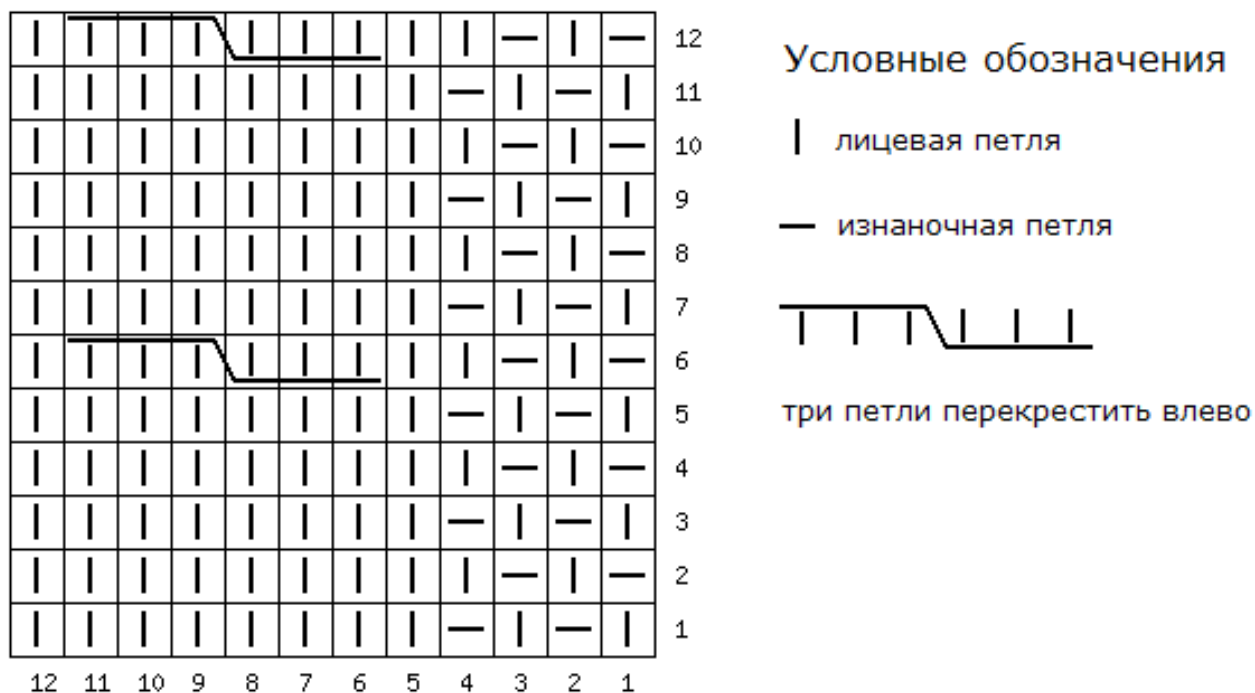 12
11
10
9
8
7
6
5
4
3
2
1
12 11 10 9 8 7 6 5 4 3 2 1
Условные обозначения
лицевая петля
изнаночная петля
три петли перекрестить влево